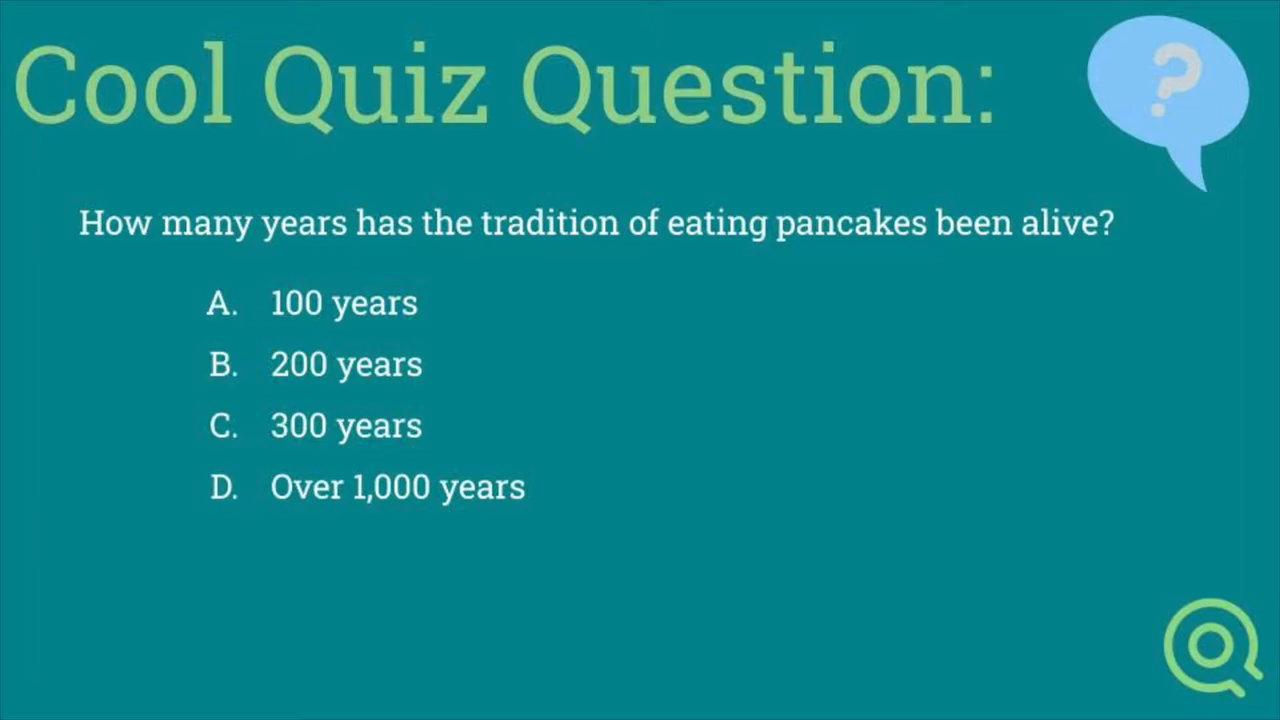 Cool Quiz Question:
?
How many years has the tradition of eating pancakes been alive?
A. 100 years
B. 200 years
C. 300 years
D. Over 1,000 years